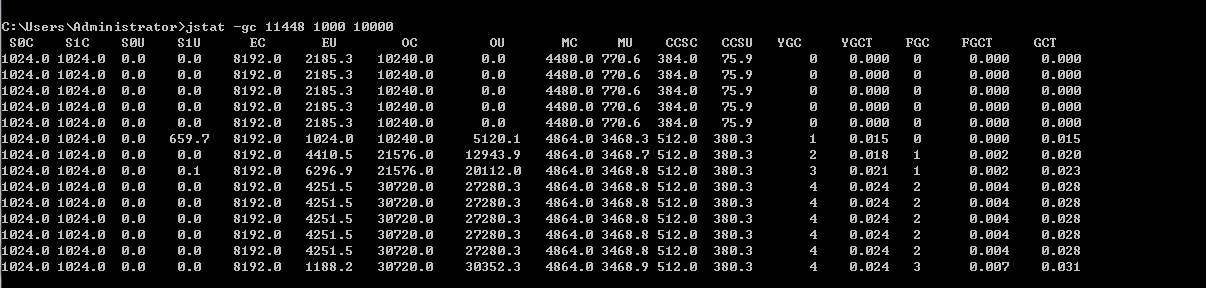 C:\Users\Administrator>jstat -gc 11448 1000 10000
S0C S1C S0U S1U EC EU OC OU MC MU CCSC CCSU YGC YGCT FGC FGCT GCT
1024.0 1024.0 0.0 0.0 8192.0 2185.3 10240.0 0.0 4480.0 770.6 384.0 75.9 0 0.000 0 0.000 0.000
1024.0 1024.0 0.0 0.0 8192.0 2185.3 10240.0 0.0 4480.0 770.6 384.0 75.9 0 0.000 0 0.000 0.000
1024.0 1024.0 0.0 0.0 8192.0 2185.3 10240.0 0.0 4480.0 770.6 384.0 75.9 0 0.000 0 0.000 0.000
1024.0 1024.0 0.0 0.0 8192.0 2185.3 10240.0 0.0 4480.0 770.6 384.0 75.9 0 0.000 0 0.000 0.000
1024.0 1024.0 0.0 0.0 8192.0 2185.3 10240.0 0.0 4480.0 770.6 384.0 75.9 0 0.000 0 0.000 0.000
1024.0 1024.0 0.0 659.7 8192.0 1024.0 10240.0 5120.1 4864.0 3468.3 512.0 380.3 1 0.015 0 0.000 0.015
1024.0 1024.0 0.0 0.0 8192.0 4410.5 21576.0 12943.9 4864.0 3468.7 512.0 380.3 2 0.018 1 0.002 0.020
1024.0 1024.0 0.0 0.1 8192.0 6296.9 21576.0 20112.0 4864.0 3468.8 512.0 380.3 3 0.021 1 0.002 0.023
1024.0 1024.0 0.0 0.0 8192.0 4251.5 30720.0 27280.3 4864.0 3468.8 512.0 380.3 4 0.024 2 0.004 0.028
1024.0 1024.0 0.0 0.0 8192.0 4251.5 30720.0 27280.3 4864.0 3468.8 512.0 380.3 4 0.024 2 0.004 0.028
1024.0 1024.0 0.0 0.0 8192.0 4251.5 30720.0 27280.3 4864.0 3468.8 512.0 380.3 4 0.024 2 0.004 0.028
1024.0 1024.0 0.0 0.0 8192.0 4251.5 30720.0 27280.3 4864.0 3468.8 512.0 380.3 4 0.024 2 0.004 0.028
1024.0 1024.0 0.0 0.0 8192.0 4251.5 30720.0 27280.3 4864.0 3468.8 512.0 380.3 4 0.024 2 0.004 0.028
1024.0 1024.0 0.0 0.0 8192.0 1188.2 30720.0 30352.3 4864.0 3468.9 512.0 380.3 4 0.024 3 0.007 0.031